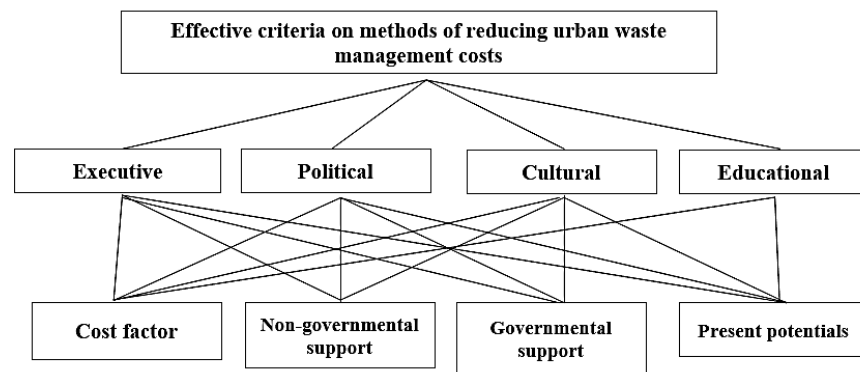 Effective criteria on methods of reducing urban waste
management costs
Executive
Political
Cultural
Educational
Cost factor
Non-governmental
support
Governmental
support
Present potentials